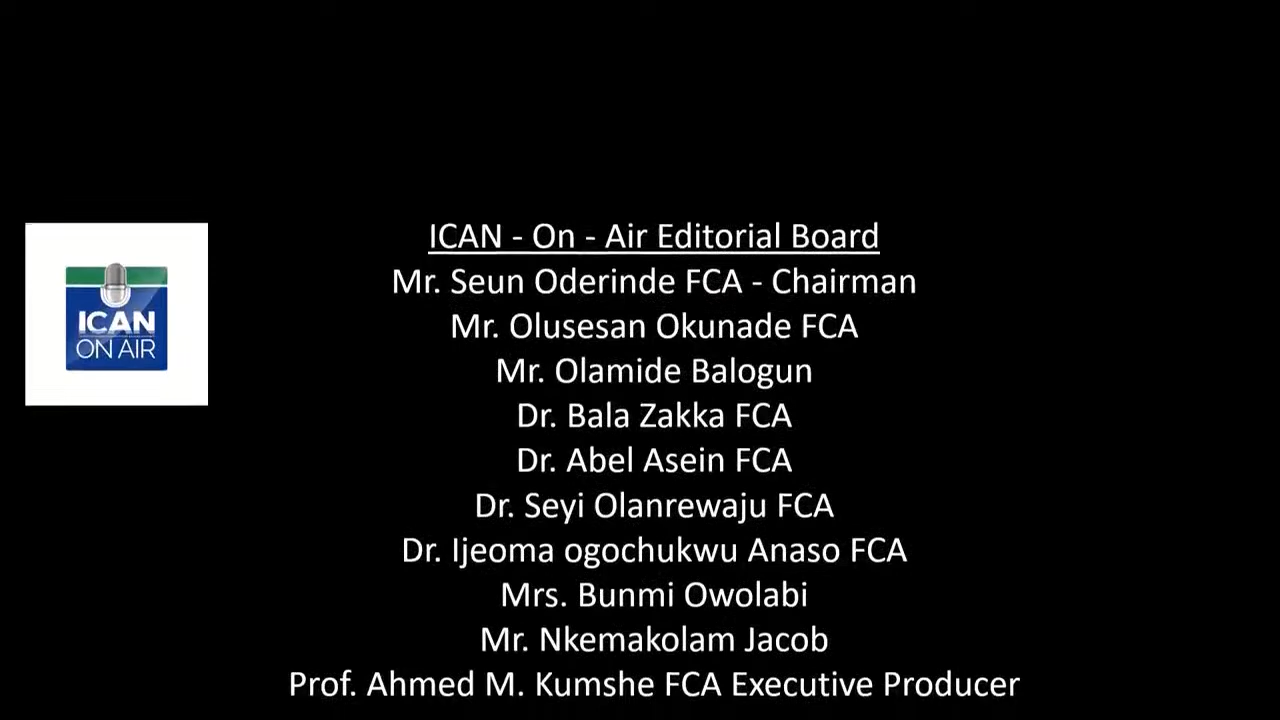 ICAN - On - Air Editorial Board
Mr. Seun Oderinde FCA - Chairman
Mr. Olusesan Okunade FCA
Mr. Olamide Balogun
Dr. Bala Zakka FCA
Dr. Abel Asein FCA
Dr. Seyi Olanrewaju FCA
Dr. Ijeoma ogochukwu Anaso FCA
Mrs. Bunmi Owolabi
Mr. Nkemakolam Jacob
Prof. Ahmed M. Kumshe FCA Executive Producer
ICAN
ON AIR